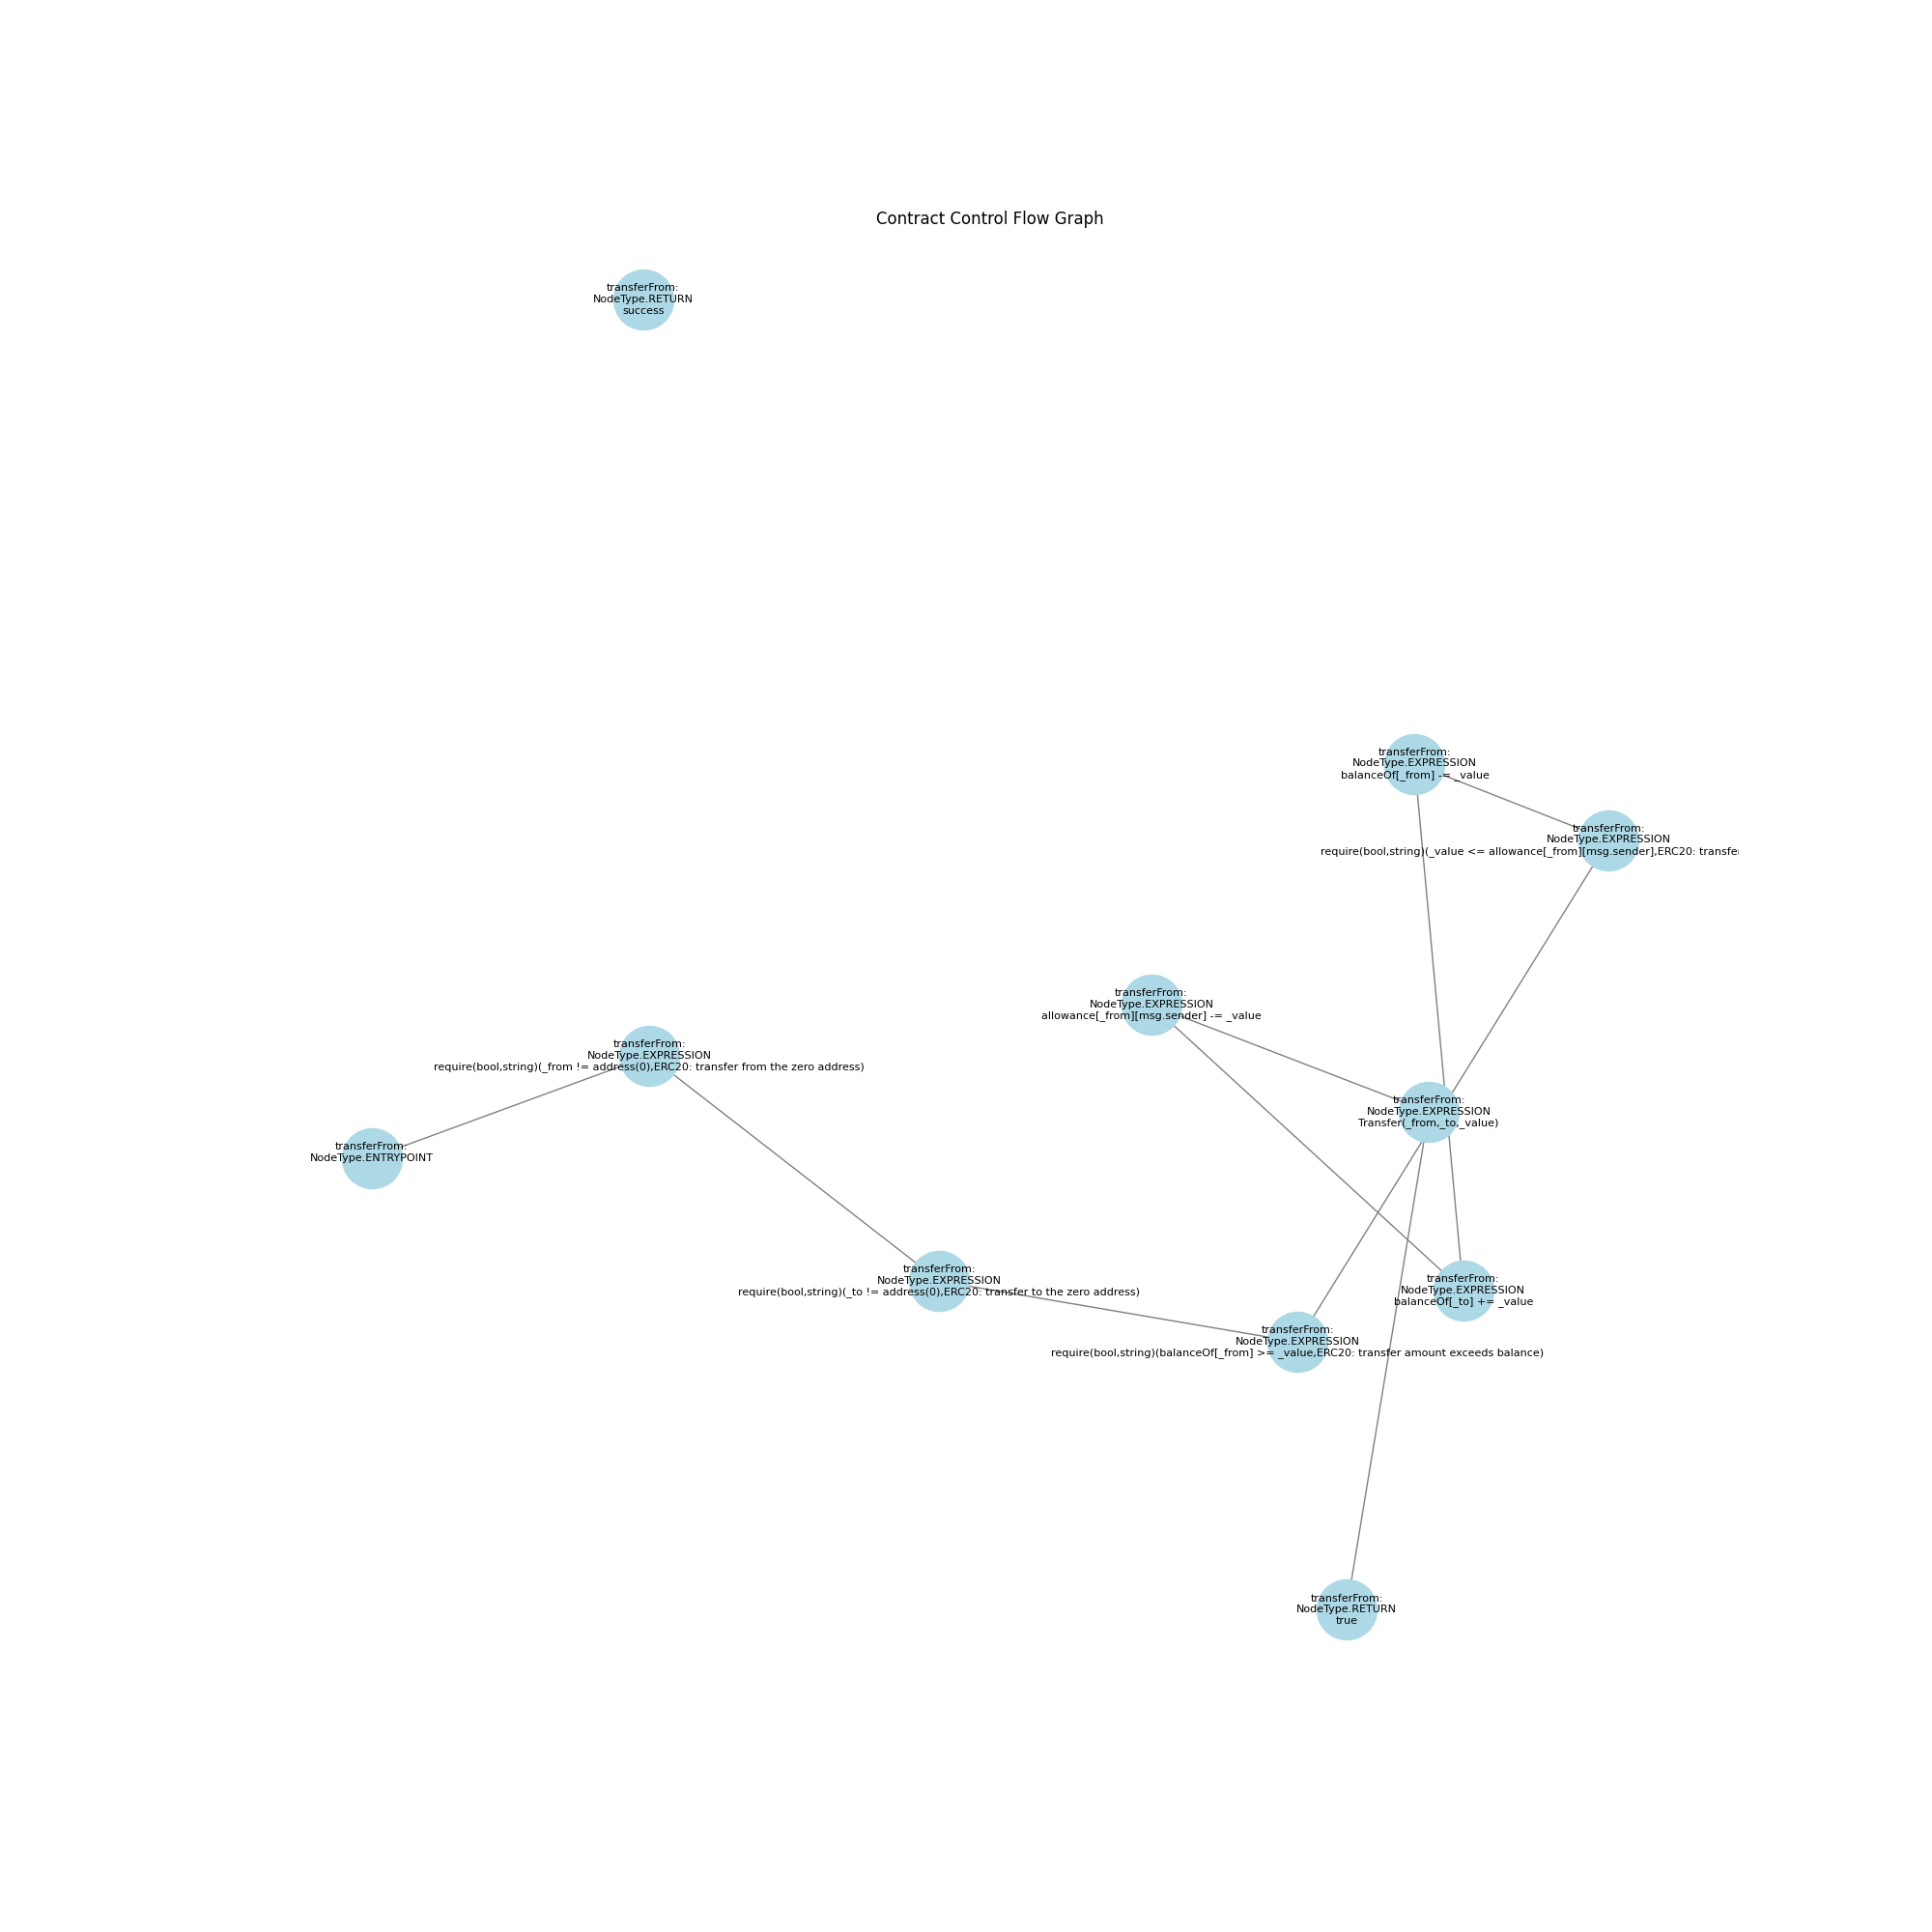 Contract Control Flow Graph
transferFrom:
NodeType.RETURN
success
transferFrom:
NodeType.EXPRESSION
balanceOf[_from] -= _value
transferFrom:
NodeType.EXPRESSION
require(bool,string)(_value <= allowance[_from][msg.sender],ERC20: transfe
transferFrom:
NodeType.EXPRESSION
allowance[_from][msg.sender] -= _value
transferFrom:
NodeType.EXPRESSION
require(bool,string)(_from != address(0),ERC20: transfer from the zero address)
transferFrom:
NodeType.EXPRESSION
Transfer(_from,_to,_value)
transferFrom:
NodeType.ENTRYPOINT
transferFrom:
NodeType.EXPRESSION
require(bool,string)(_to != address(0),ERC20: transfer to the zero address)
transferFrom:
NodeType.EXPRESSION
balanceOf[_to] += _value
transferFrom:
NodeType.EXPRESSION
require(bool,string)(balanceOf[_from] >= _value,ERC20: transfer amount exceeds balance)
transferFrom:
NodeType.RETURN
true